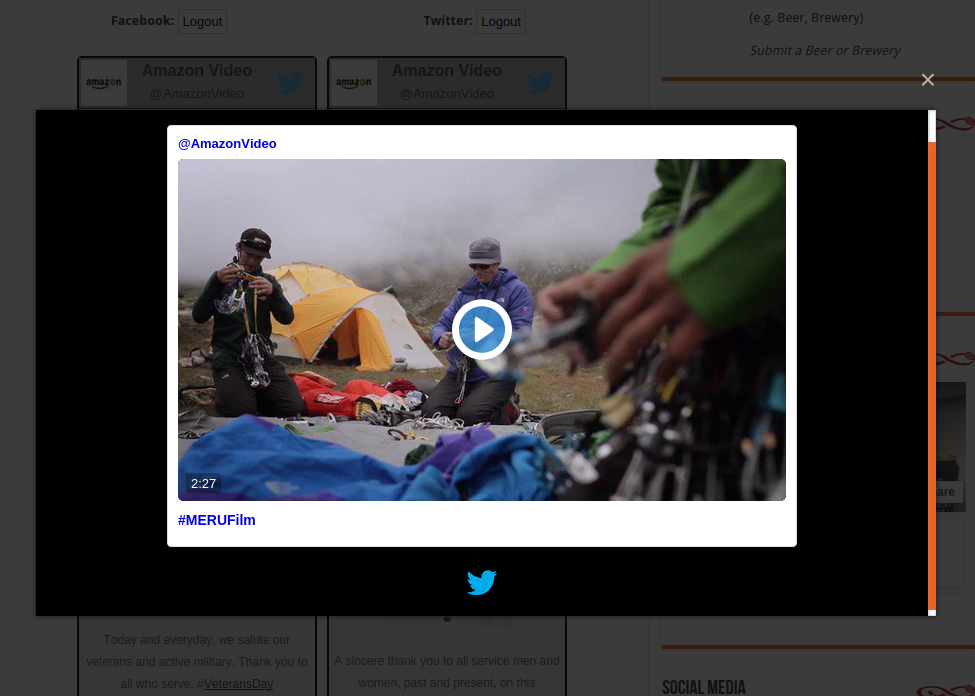 Facebook: Logout
Twitter: Logout
(e.g. Beer, Brewery)
Submit a Beer or Brewery
amazon
Amazon Video
@AmazonVideo
amazon
Amazon Video
@AmazonVideo
×
@AmazonVideo
2:27
#MERUFilm
are
Today and everyday, we salute our
veterans and active military. Thank you to
all who serve. #VeteransDay
A sincere thank you to all service men and
women, past and present, on this
SOCIAL MEDIA